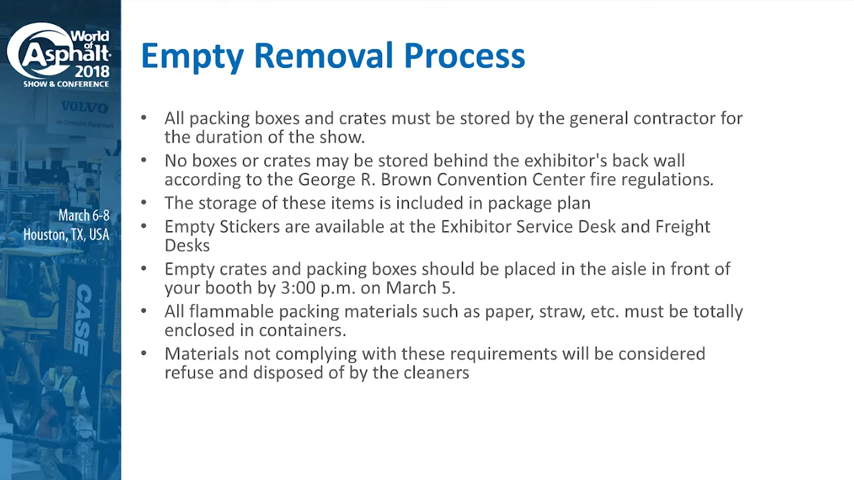 World
of
Asphalt
2018
SHOW & CONFERENCE
Empty Removal Process
VOLVO
• All packing boxes and crates must be stored by the general contractor for
the duration of the show.
• No boxes or crates may be stored behind the exhibitor's back wall
according to the George R. Brown Convention Center fire regulations.
• The storage of these items is included in package plan
March 6-8
Houston, TX, USA
• Empty Stickers are available at the Exhibitor Service Desk and Freight
Desks
• Empty crates and packing boxes should be placed in the aisle in front of
your booth by 3:00 p.m. on March 5.
CASE
• All flammable packing materials such as paper, straw, etc. must be totally
enclosed in containers.
• Materials not complying with these requirements will be considered
refuse and disposed of by the cleaners